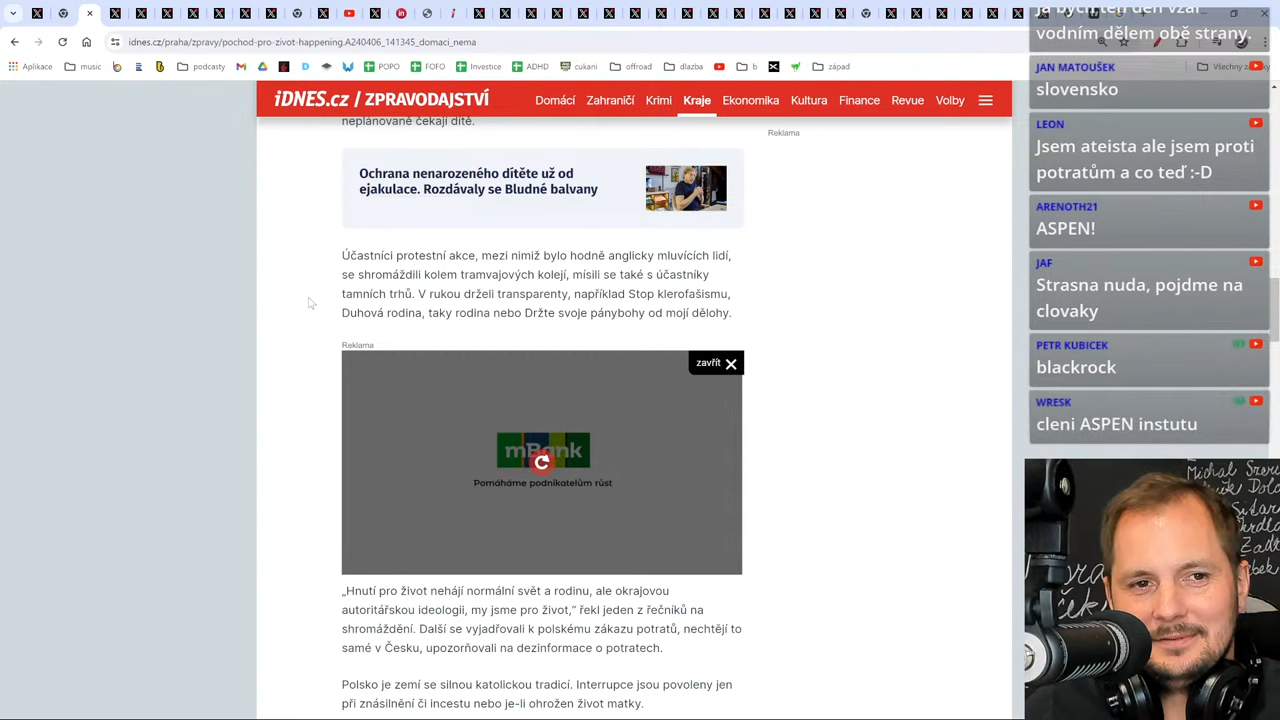 idnes.cz/praha/zpravy/pochod-pro-zivot-happening.A240406_141345_domaci_nema
Aplikace
music
podcasty
POPO
FOFO
Investice
ADHD
cukani
offroad
dlazba
b
západ
iDNES.cz / ZPRAVODAJSTVÍ
Domácí Zahraničí Krimi Kraje Ekonomika Kultura Finance Revue Volby
neplánovaně čekají dítě.
Reklama
Ochrana nenarozeného dítěte už od
ejakulace. Rozdávaly se Bludné balvany
Účastníci protestní akce, mezi nimiž bylo hodně anglicky mluvících lidí,
se shromáždili kolem tramvajových kolejí, mísili se také s účastníky
tamních trhů. V rukou drželi transparenty, například Stop klerofašismu,
Duhová rodina, taky rodina nebo Držte svoje pánybohy od mojí dělohy.
Reklama
zavřít
mBank
Pomáháme podnikatelům růst
„Hnutí pro život nehájí normální svět a rodinu, ale okrajovou
autoritářskou ideologii, my jsme pro život,“ řekl jeden z řečníků na
shromáždění. Další se vyjadřovali k polskému zákazu potratů, nechtějí to
samé v Česku, upozorňovali na dezinformace o potratech.
Polsko je zemí se silnou katolickou tradicí. Interrupce jsou povoleny jen
při znásilnění či incestu nebo je-li ohrožen život matky.
já bych ten den vzal
vodním dělem obě strany.
JAN MATOUŠEK
slovensko
LEON
Jsem ateista ale jsem proti
potratům a co teď :-D
ARENOTH21
ASPEN!
JAF
Strasna nuda, pojdme na
clovaky
PETR KUBICEK
blackrock
WRESK
cleni ASPEN instutu
Michal Szere